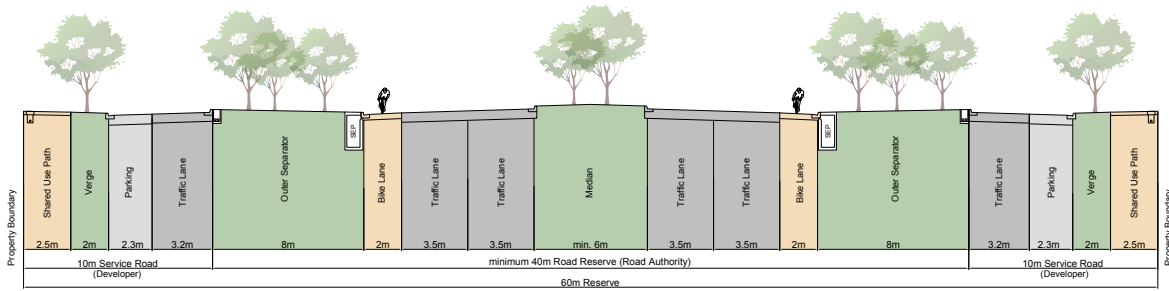 Property Boundary
Shared Use Path
Verge
Parking
Traffic Lane
Outer Separator
SEP
Bike Lane
Traffic Lane
Traffic Lane
Median
Traffic Lane
Traffic Lane
Bike Lane
SEP
Outer Separator
Traffic Lane
Parking
Verge
Shared Use Path
Property Boundary
2.5m 2m 2.3m 3.2m 8m 2m 3.5m 3.5m min. 6m 3.5m 3.5m 2m 8m 3.2m 2.3m 2m 2.5m
10m Service Road
(Developer)
minimum 40m Road Reserve (Road Authority)
10m Service Road
(Developer)
60m Reserve